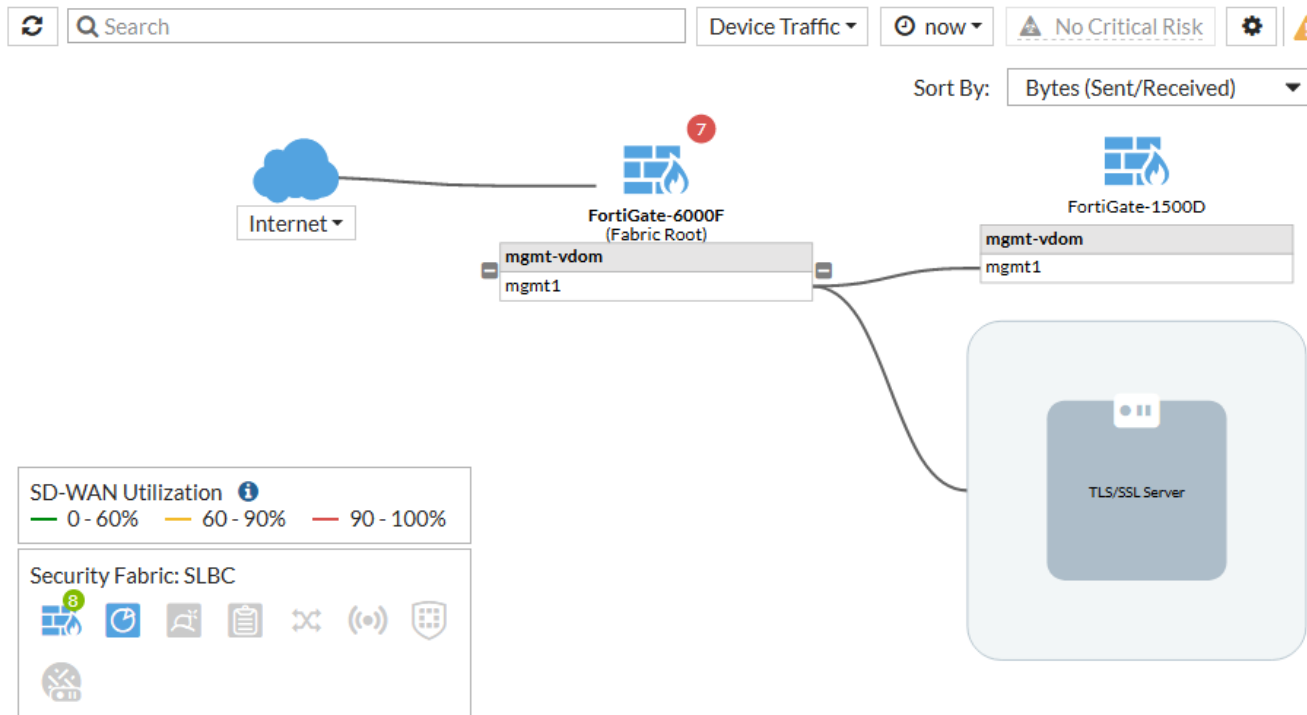 Search
Device Traffic
now
No Critical Risk
Sort By:
Bytes (Sent/Received)
7
Internet
FortiGate-6000F
(Fabric Root)
mgmt-vdom
mgmt1
FortiGate-1500D
mgmt-vdom
mgmt1
TLS/SSL Server
SD-WAN Utilization
0 - 60%
60 - 90%
90 - 100%
Security Fabric: SLBC
8